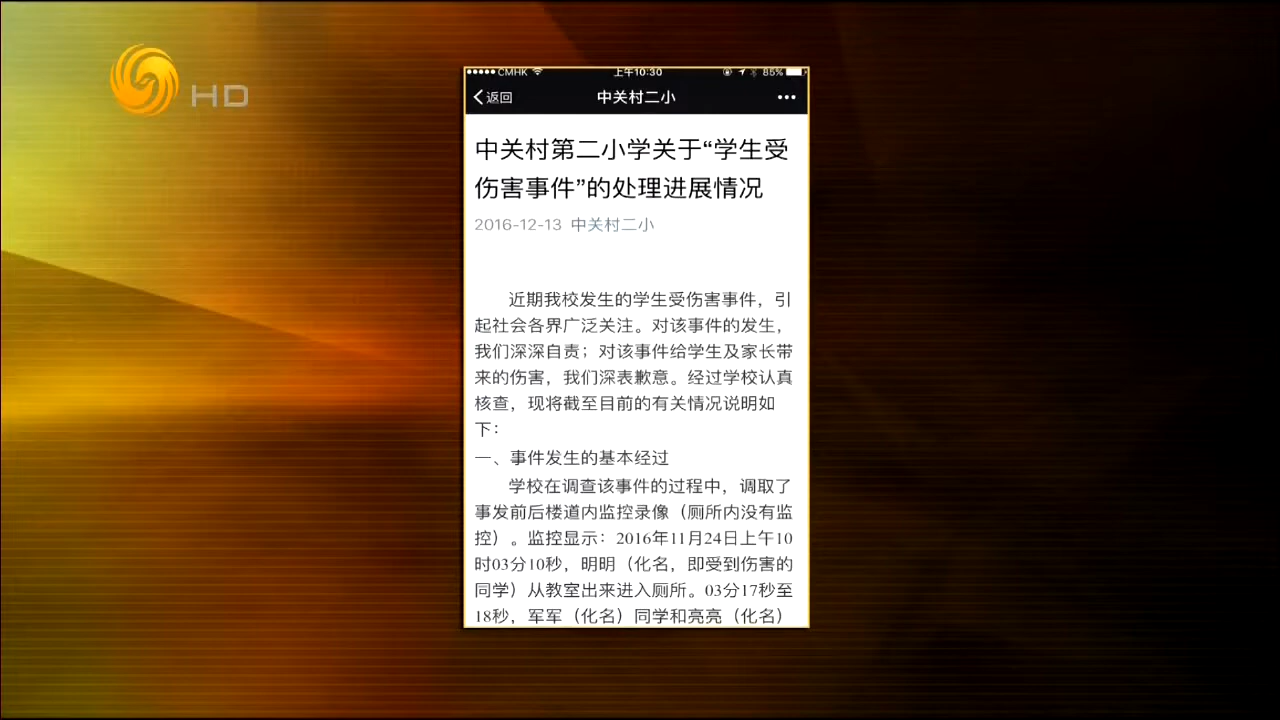 HD
CMHK 上午10:30 85%
返回 中关村二小
中关村第二小学关于“学生受
伤害事件”的处理进展情况
2016-12-13 中关村二小
近期我校发生的学生受伤害事件，引
起社会各界广泛关注。对该事件的发生，
我们深深自责；对该事件给学生及家长带
来的伤害，我们深表歉意。经过学校认真
核查，现将截至目前的有关情况说明如
下：
一、事件发生的基本经过
学校在调查该事件的过程中，调取了
事发前后楼道内监控录像（厕所内没有监
控）。监控显示：2016年11月24日上午10
时03分10秒，明明（化名，即受到伤害的
同学）从教室出来进入厕所。03分17秒至
18秒，军军（化名）同学和亮亮（化名）